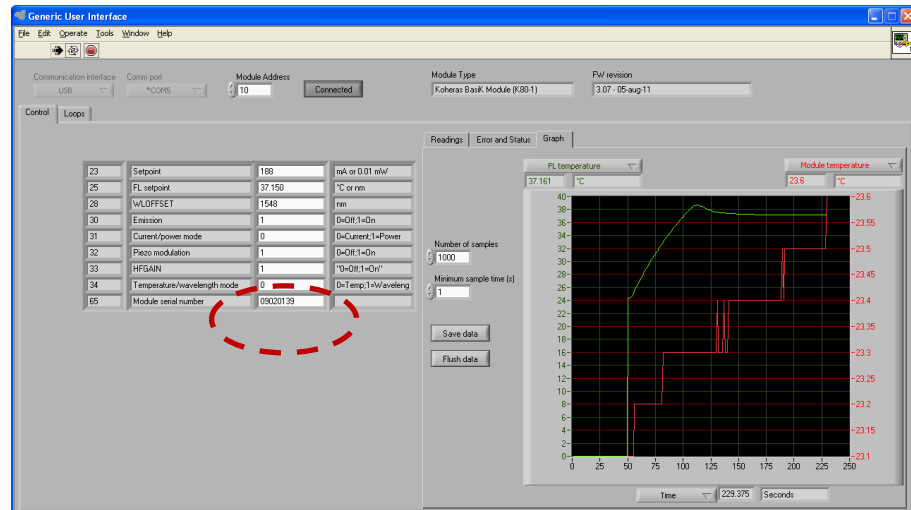 Generic User Interface
File Edit Operate Tools Window Help
Communication interface Comm port Module Address Module Type FW revision
USB *COM5 10 Connected Koheras BasiK Module (K80-1) 3.07 - 05-aug-11
Control Loops
Readings Error and Status Graph
FL temperature Module temperature
37.161 °C 23.6 °C
23 Setpoint 188 mA or 0.01 mW
25 FL setpoint 37.150 °C or nm
28 WLOFFSET 1548 nm
30 Emission 1 0=Off;1=On
31 Current/power mode 0 0=Current;1=Power
32 Piezo modulation 1 0=Off;1=On
33 HFGAIN 1 "0=Off;1=On"
34 Temperature/wavelength mode 0 0=Temp;1=Waveleng
65 Module serial number 09020139
Number of samples
1000
Minimum sample time (s)
1
Save data
Flush data
40 23.6
38 23.55
36
34 23.5
32
30
28 23.45
26
24 23.4
22
20 23.35
18
16 23.3
14
12 23.25
10
8 23.2
6
4 23.15
2
0 23.1
0 25 50 75 100 125 150 175 200 225 250
Time 229.375 Seconds